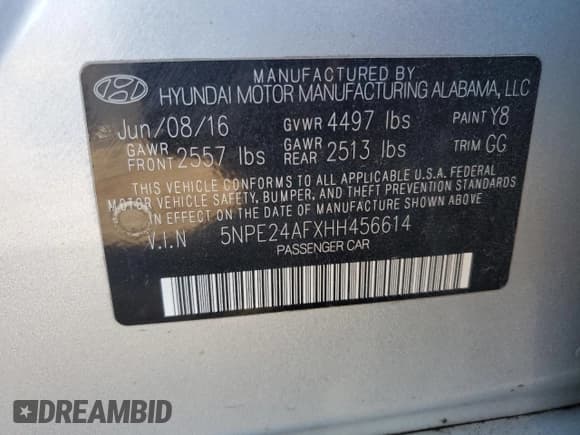 MANUFACTURED BY
HYUNDAI MOTOR MANUFACTURING ALABAMA, LLC
Jun/08/16 GVWR 4497 lbs PAINT Y8
GAWR FRONT 2557 lbs GAWR REAR 2513 lbs TRIM GG
THIS VEHICLE CONFORMS TO ALL APPLICABLE U.S.A. FEDERAL
MOTOR VEHICLE SAFETY, BUMPER, AND THEFT PREVENTION STANDARDS
IN EFFECT ON THE DATE OF MANUFACTURE SHOWN ABOVE.
V.I.N 5NPE24AFXHH456614
PASSENGER CAR
DREAMBID